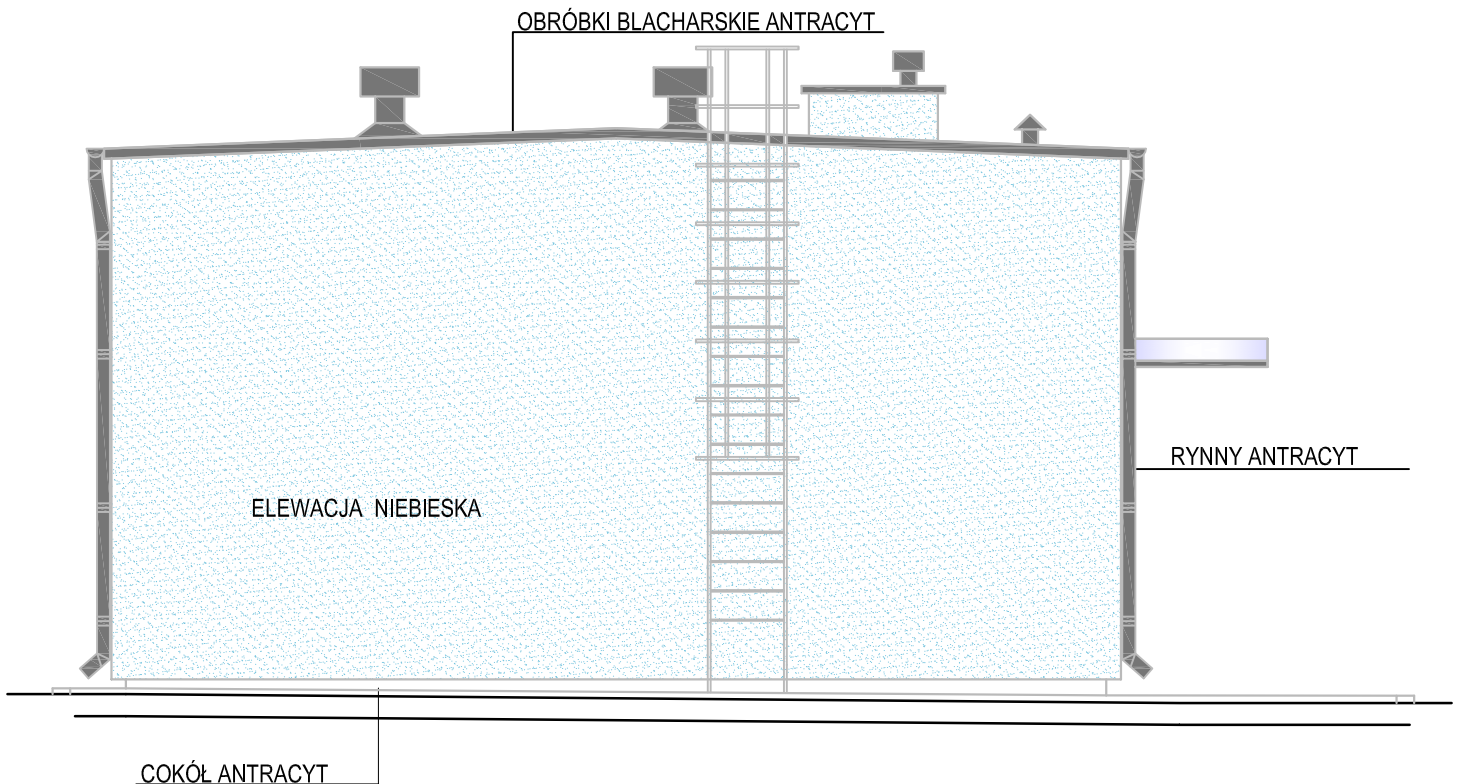 OBRÓBKI BLACHARSKIE ANTRACYT
RYNNY ANTRACYT
ELEWACJA NIEBIESKA
COKÓŁ ANTRACYT